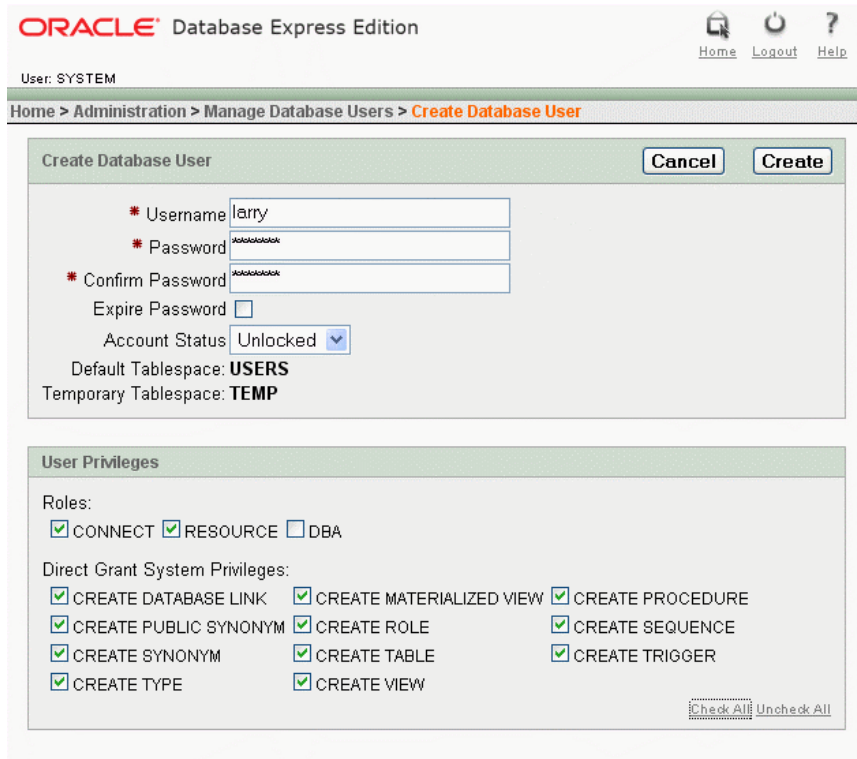 ORACLE Database Express Edition
Home Logout Help
User: SYSTEM
Home > Administration > Manage Database Users > Create Database User
Create Database User Cancel Create
* Username larry
* Password ********
* Confirm Password ********
Expire Password
Account Status Unlocked
Default Tablespace: USERS
Temporary Tablespace: TEMP
User Privileges
Roles:
CONNECT RESOURCE DBA
Direct Grant System Privileges:
CREATE DATABASE LINK CREATE MATERIALIZED VIEW CREATE PROCEDURE
CREATE PUBLIC SYNONYM CREATE ROLE CREATE SEQUENCE
CREATE SYNONYM CREATE TABLE CREATE TRIGGER
CREATE TYPE CREATE VIEW
Check All Uncheck All